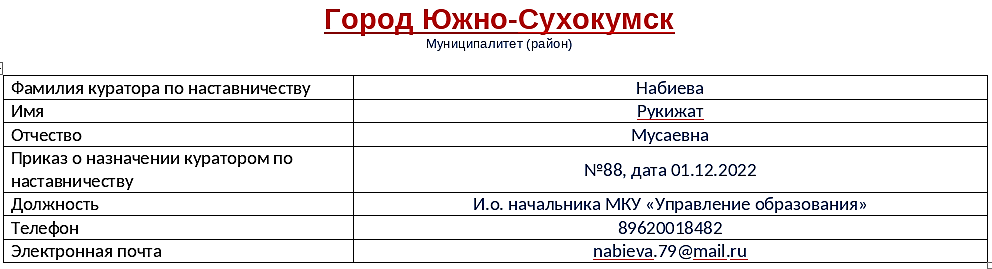 Город Южно-Сухокумск
Муниципалитет (район)
Фамилия куратора по наставничеству Набиева
Имя Рукижат
Отчество Мусаевна
Приказ о назначении куратором по
наставничеству №88, дата 01.12.2022
Должность И.о. начальника МКУ «Управление образования»
Телефон 89620018482
Электронная почта nabieva.79@mail.ru